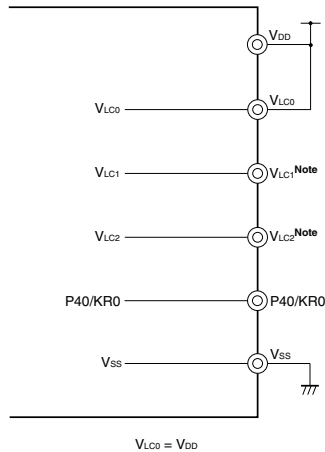 VDD
VLC0 VLC0
VLC1 VLC1Note
VLC2 VLC2Note
P40/KR0 P40/KR0
VSS VSS
VLC0 = VDD